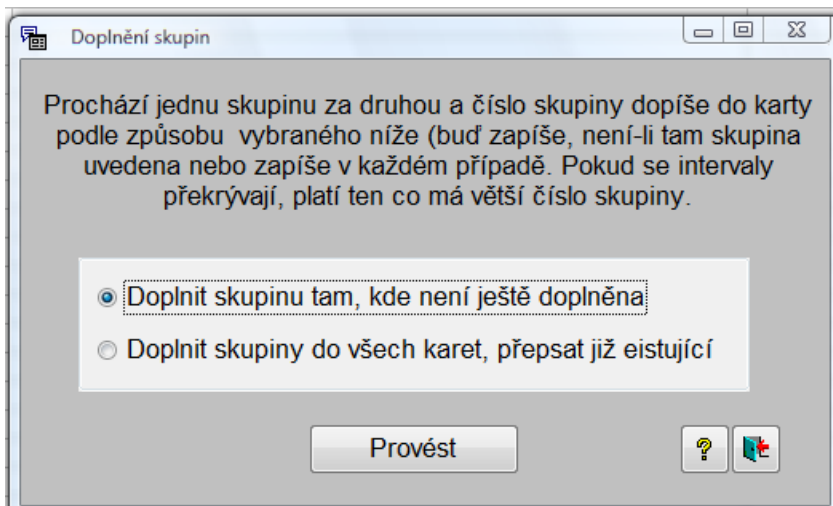 Doplnění skupin
Prochází jednu skupinu za druhou a číslo skupiny dopíše do karty
podle způsobu  vybraného níže (buď zapíše, není-li tam skupina
uvedena nebo zapíše v každém případě. Pokud se intervaly
překrývají, platí ten co má větší číslo skupiny.
Doplnit skupinu tam, kde není ještě doplněna
Doplnit skupiny do všech karet, přepsat již eistující
Provést
?